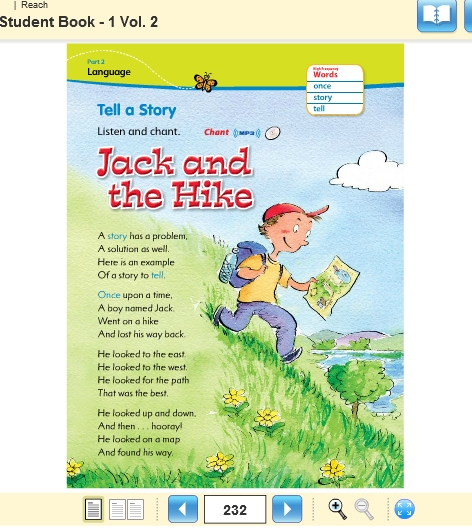 | Reach
Student Book - 1 Vol. 2
Part 2
Language
High Frequency
Words
once
story
tell
Tell a Story
Listen and chant.
Chant MP3
Jack and
the Hike
A story has a problem,
A solution as well.
Here is an example
Of a story to tell.
Once upon a time,
A boy named Jack
Went on a hike
And lost his way back.
He looked to the east.
He looked to the west.
He looked for the path
That was the best.
He looked up and down,
And then . . . hooray!
He looked on a map
And found his way.
232